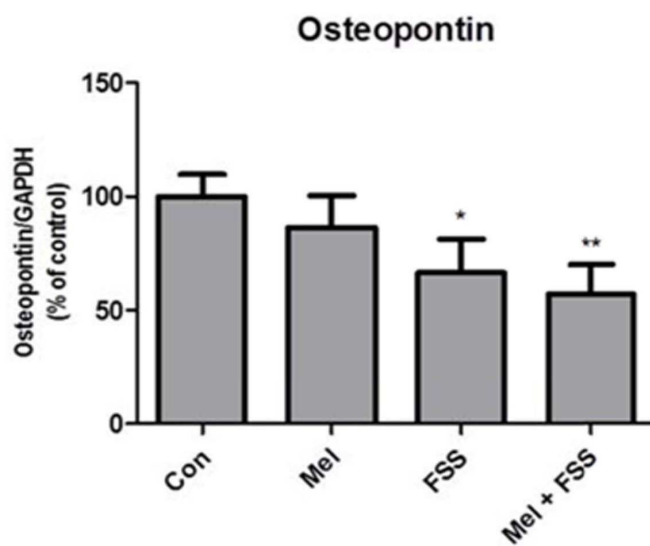 Osteopontin
Osteopontin/GAPDH
(% of control)
150
100
50
0
*
**
Con
Mel
FSS
Mel + FSS